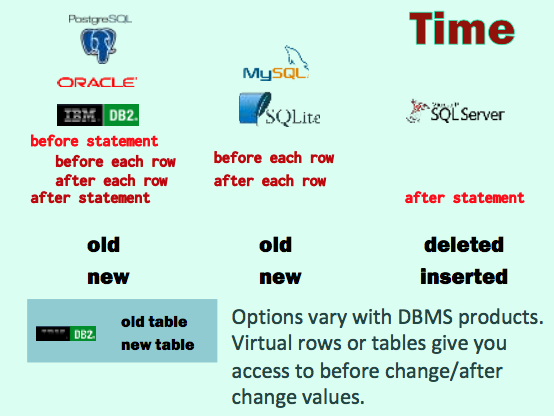 PostgreSQL
Time
ORACLE
MySQL
IBM DB2.
SQLite
SQL Server
before statement
before each row
after each row
after statement
before each row
after each row
after statement
old
new
old
new
deleted
inserted
IBM DB2.
old table
new table
Options vary with DBMS products.
Virtual rows or tables give you
access to before change/after
change values.